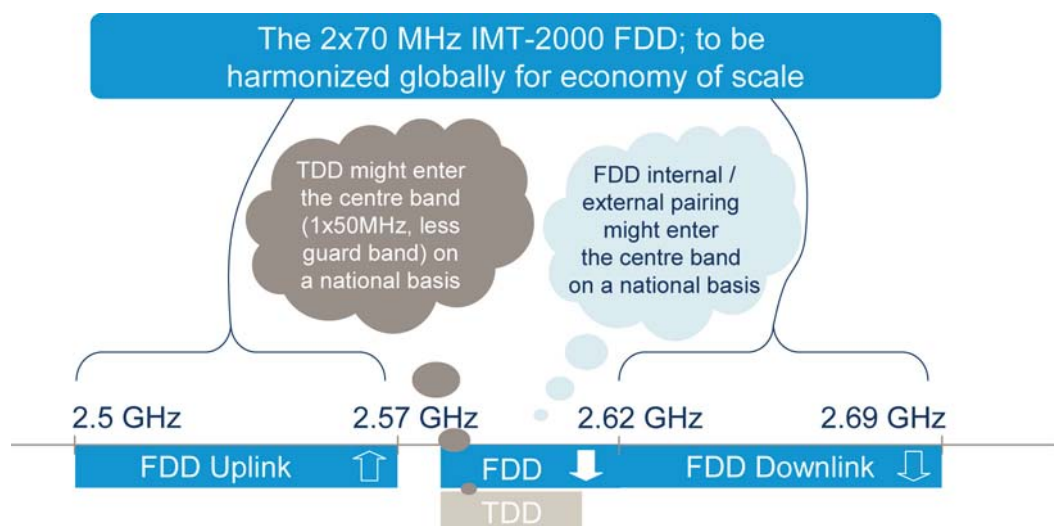 The 2x70 MHz IMT-2000 FDD; to be
harmonized globally for economy of scale
TDD might enter
the centre band
(1x50MHz, less
guard band) on
a national basis
FDD internal /
external pairing
might enter
the centre band
on a national basis
2.5 GHz
2.57 GHz
2.62 GHz
2.69 GHz
FDD Uplink
FDD
FDD Downlink
TDD